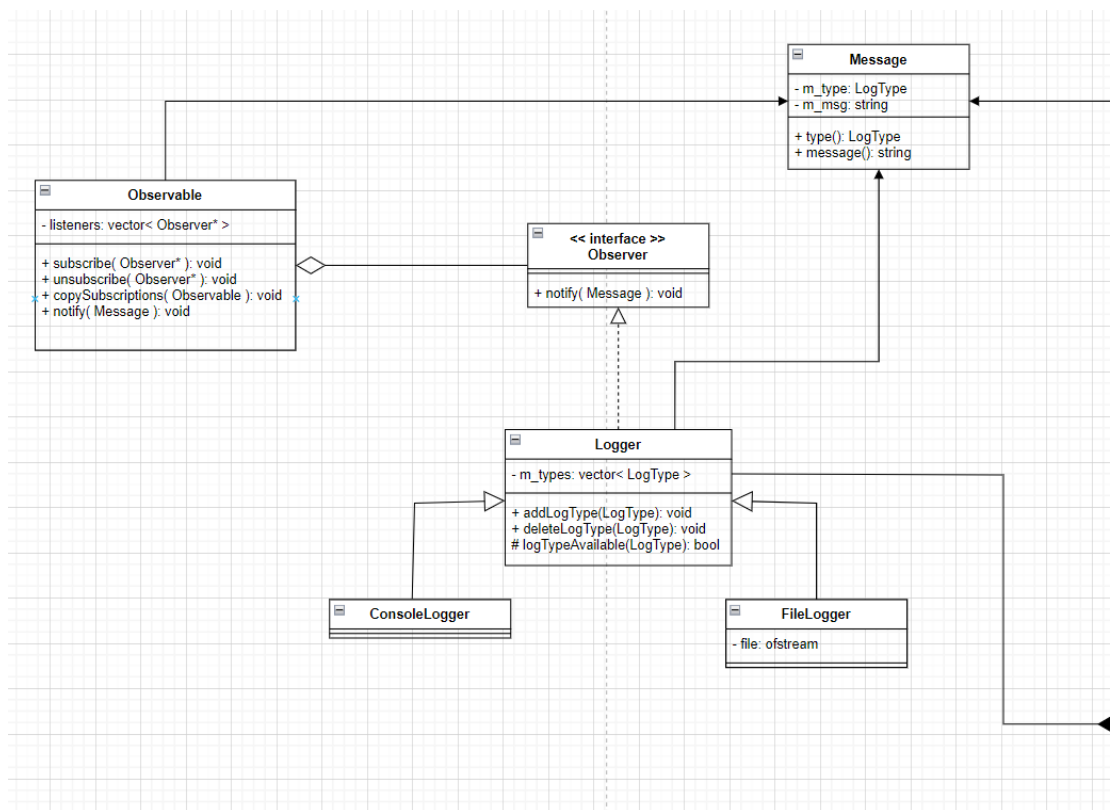 Message
- m_type: LogType
- m_msg: string
+ type(): LogType
+ message(): string
Observable
- listeners: vector< Observer* >
+ subscribe( Observer* ): void
+ unsubscribe( Observer* ): void
+ copySubscriptions( Observable ): void
+ notify( Message ): void
<< interface >>
Observer
+ notify( Message ): void
Logger
- m_types: vector< LogType >
+ addLogType(LogType): void
+ deleteLogType(LogType): void
# logTypeAvailable(LogType): bool
ConsoleLogger
FileLogger
- file: ofstream